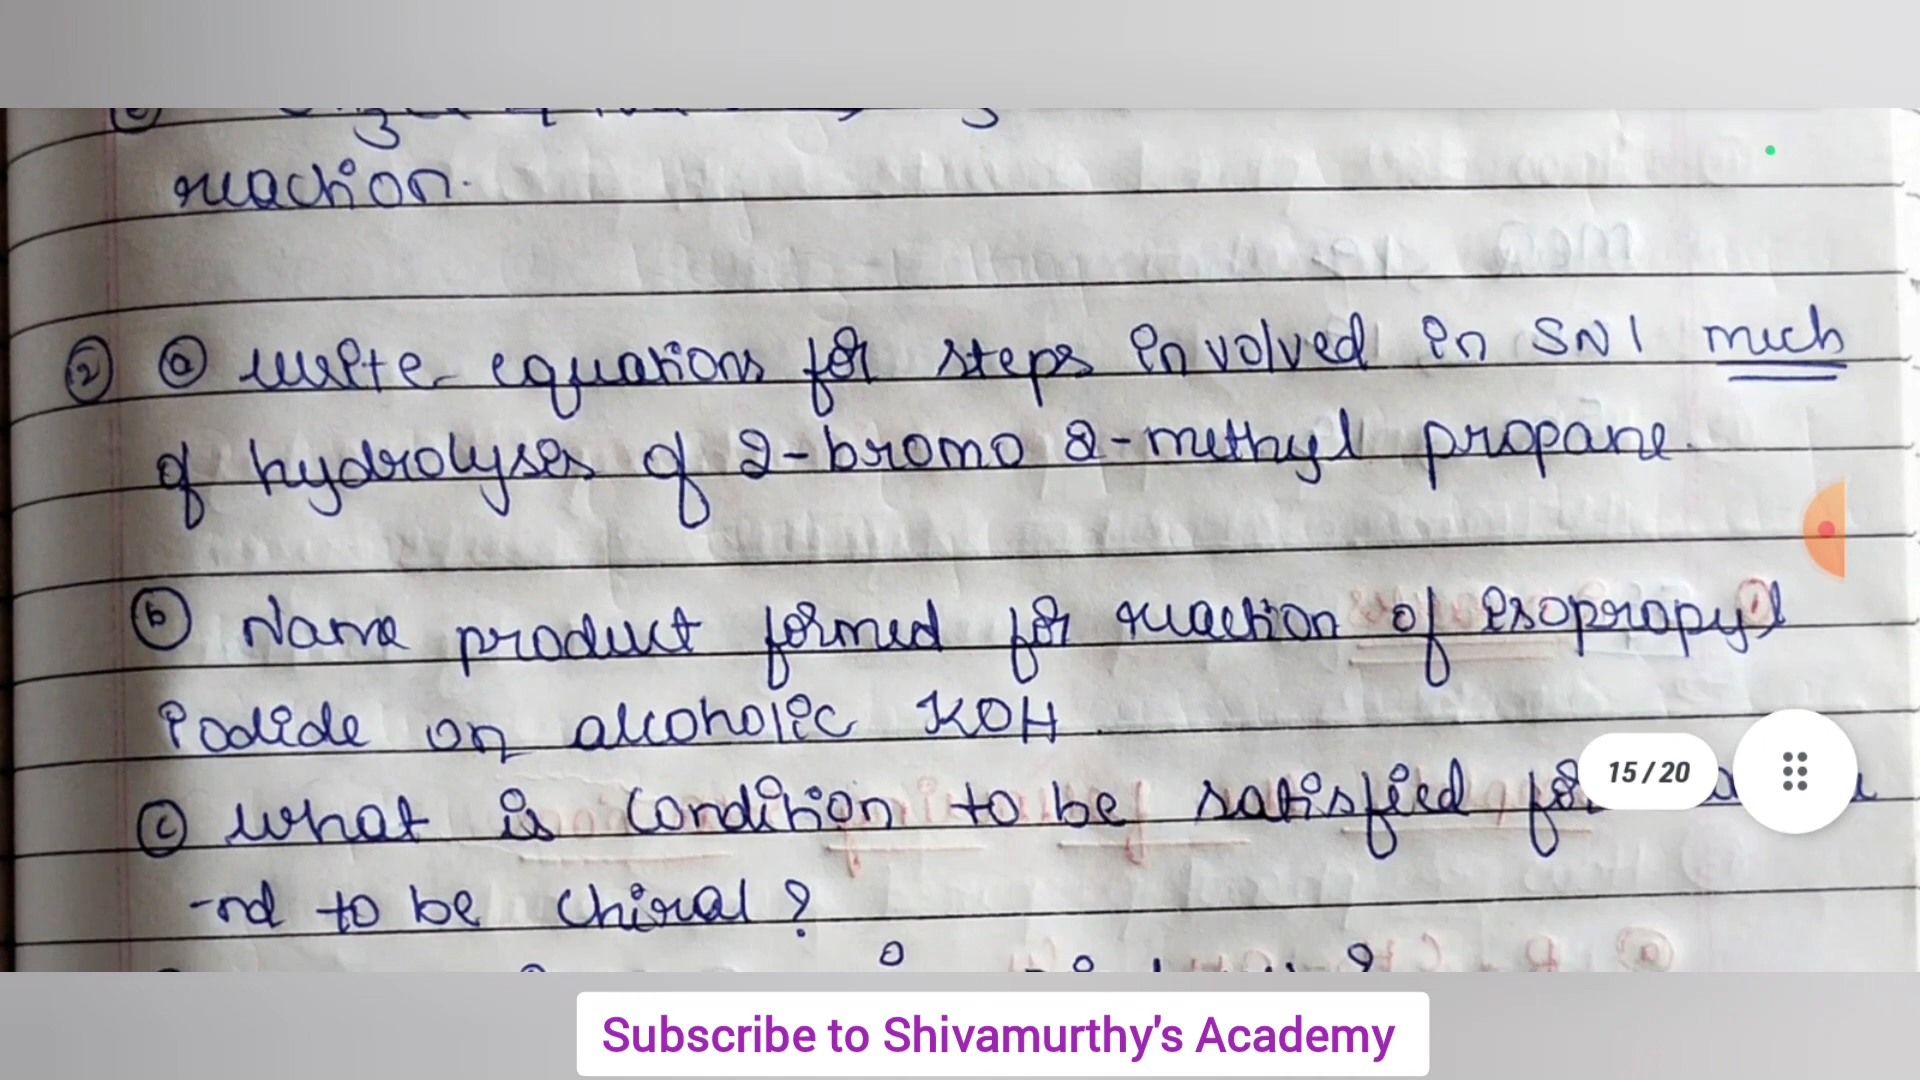 reaction.
② ⓐ Write equations for steps involved in SN1 mech
of hydrolyses of 2-bromo 2-methyl propane.
ⓑ Name product formed for reaction of isopropyl
iodide on alcoholic KOH.
ⓒ what is condition to be satisfied for
-nd to be chiral?
15/20
Subscribe to Shivamurthy's Academy